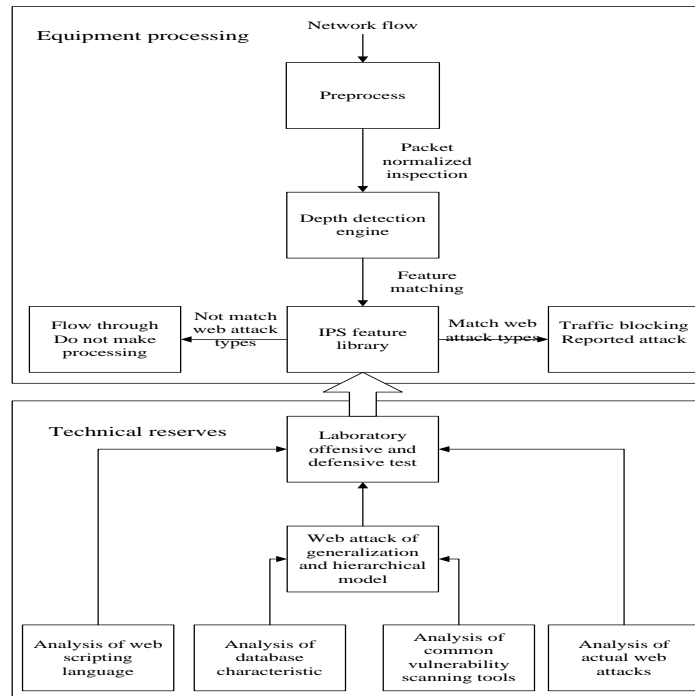 Equipment processing
Network flow
Preprocess
Packet
normalized
inspection
Depth detection
engine
Feature
matching
Flow through
Do not make
processing
Not match
web attack
types
IPS feature
library
Match web
attack types
Traffic blocking
Reported attack
Technical reserves
Laboratory
offensive and
defensive test
Web attack of
generalization
and hierarchical
model
Analysis of web
scripting
language
Analysis of
database
characteristic
Analysis of
common
vulnerability
scanning tools
Analysis of
actual web
attacks